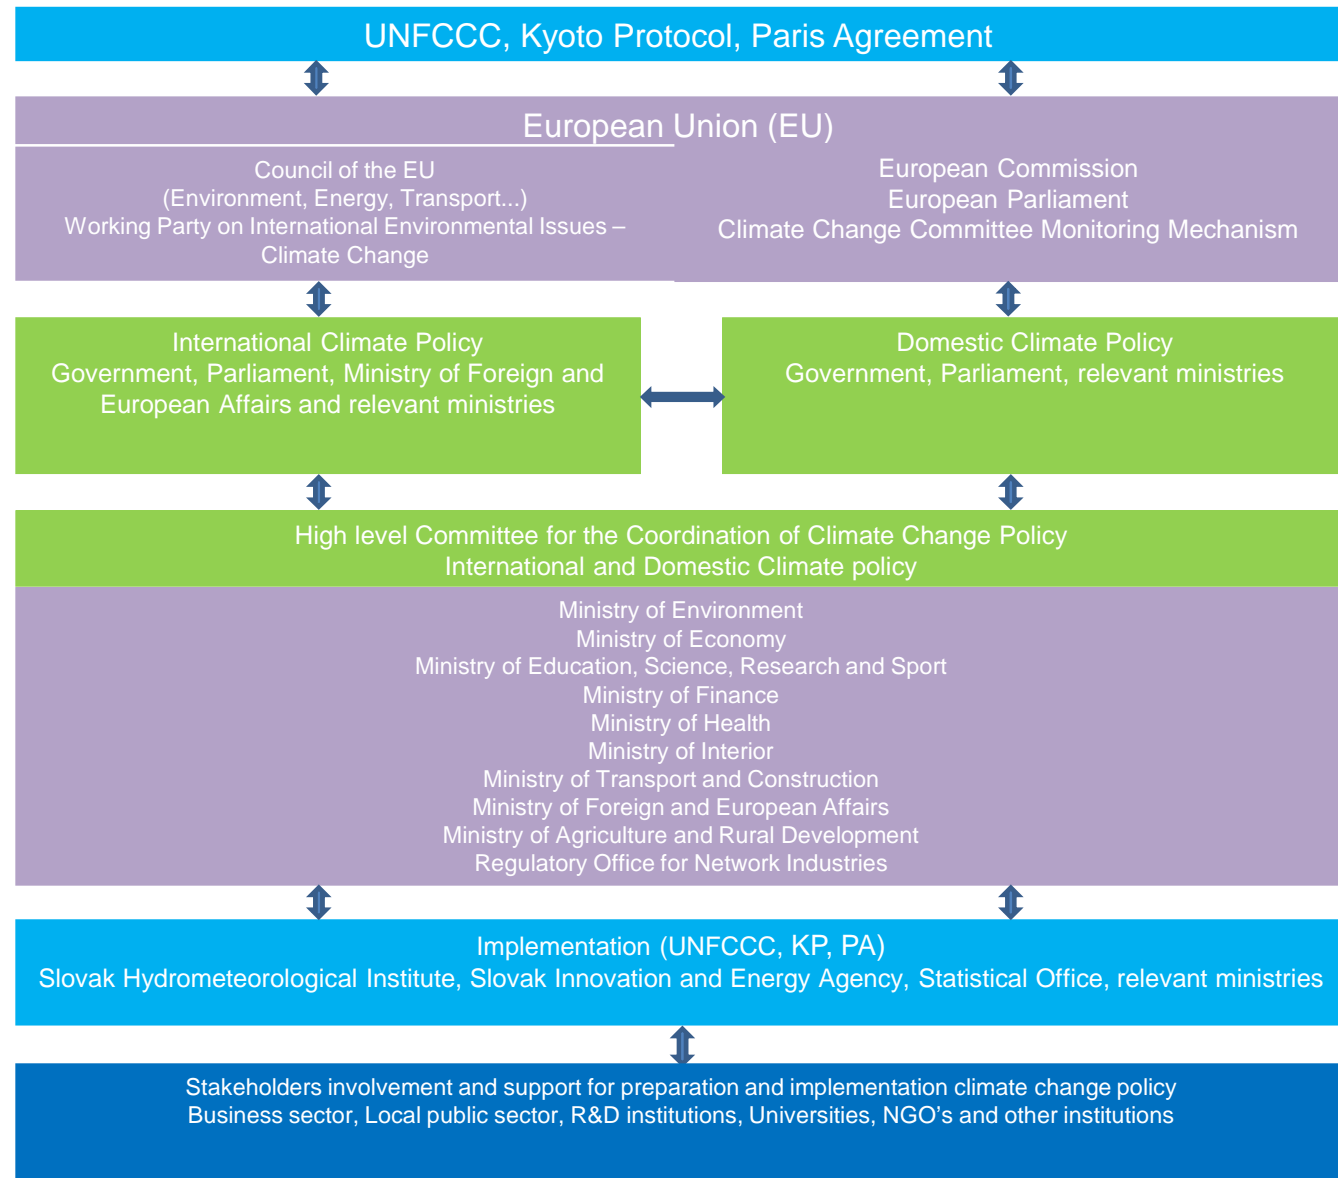 UNFCCC, Kyoto Protocol, Paris Agreement
European Union (EU)
Council of the EU
(Environment, Energy, Transport...)
Working Party on International Environmental Issues –
Climate Change
European Commission
European Parliament
Climate Change Committee Monitoring Mechanism
International Climate Policy
Government, Parliament, Ministry of Foreign and
European Affairs and relevant ministries
Domestic Climate Policy
Government, Parliament, relevant ministries
High level Committee for the Coordination of Climate Change Policy
International and Domestic Climate policy
Ministry of Environment
Ministry of Economy
Ministry of Education, Science, Research and Sport
Ministry of Finance
Ministry of Health
Ministry of Interior
Ministry of Transport and Construction
Ministry of Foreign and European Affairs
Ministry of Agriculture and Rural Development
Regulatory Office for Network Industries
Implementation (UNFCCC, KP, PA)
Slovak Hydrometeorological Institute, Slovak Innovation and Energy Agency, Statistical Office, relevant ministries
Stakeholders involvement and support for preparation and implementation climate change policy
Business sector, Local public sector, R&D institutions, Universities, NGO’s and other institutions